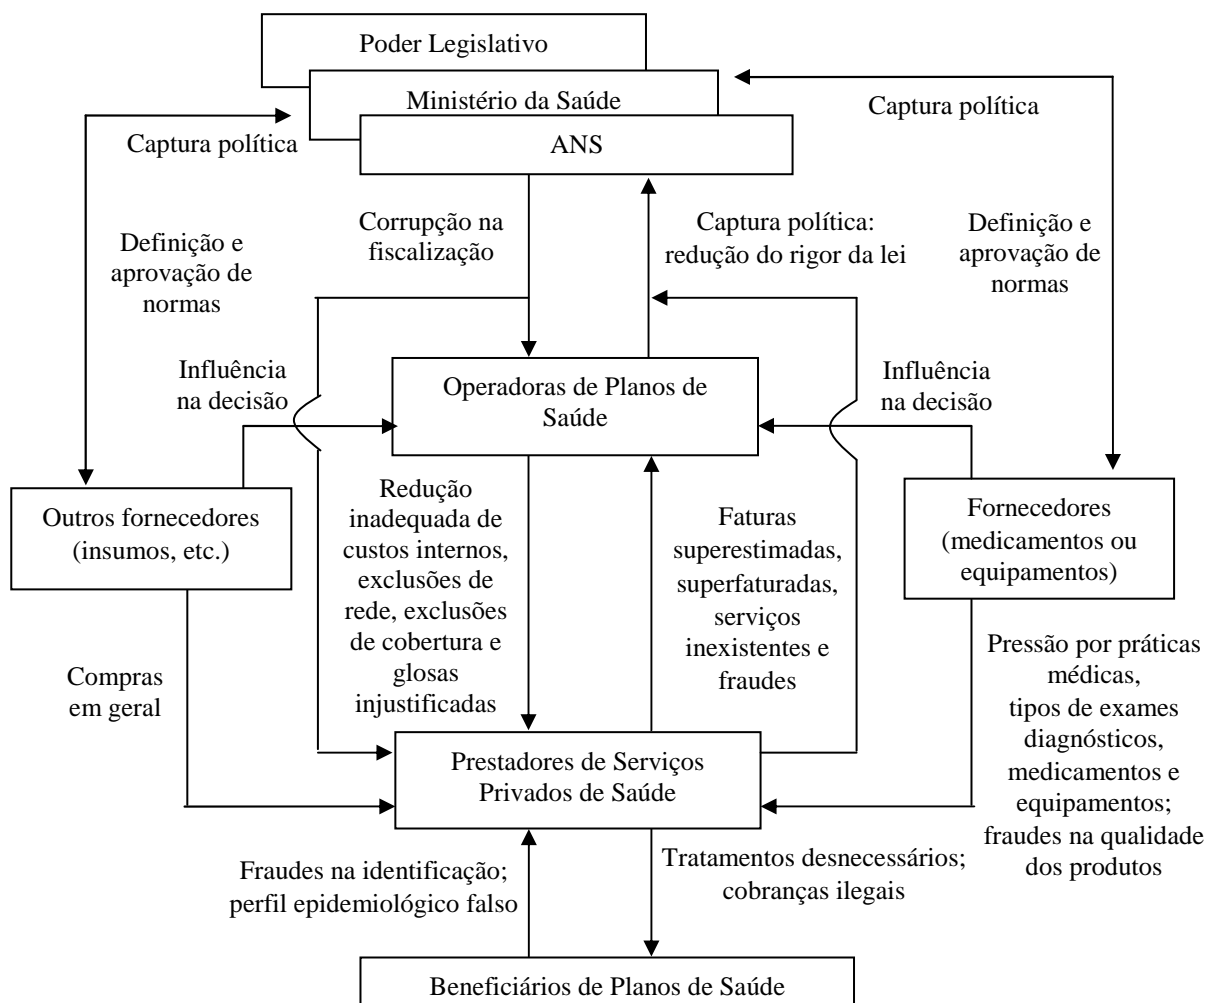 Poder Legislativo
Ministério da Saúde
ANS
Captura política
Captura política
Corrupção na
fiscalização
Captura política:
redução do rigor da lei
Definição e
aprovação de
normas
Definição e
aprovação de
normas
Influência
na decisão
Operadoras de Planos de
Saúde
Influência
na decisão
Outros fornecedores
(insumos, etc.)
Redução
inadequada de
custos internos,
exclusões de
rede, exclusões
de cobertura e
glosas
injustificadas
Faturas
superestimadas,
superfaturadas,
serviços
inexistentes e
fraudes
Fornecedores
(medicamentos ou
equipamentos)
Compras
em geral
Pressão por práticas
médicas,
tipos de exames
diagnósticos,
medicamentos e
equipamentos;
fraudes na qualidade
dos produtos
Prestadores de Serviços
Privados de Saúde
Fraudes na identificação;
perfil epidemiológico falso
Tratamentos desnecessários;
cobranças ilegais
Beneficiários de Planos de Saúde